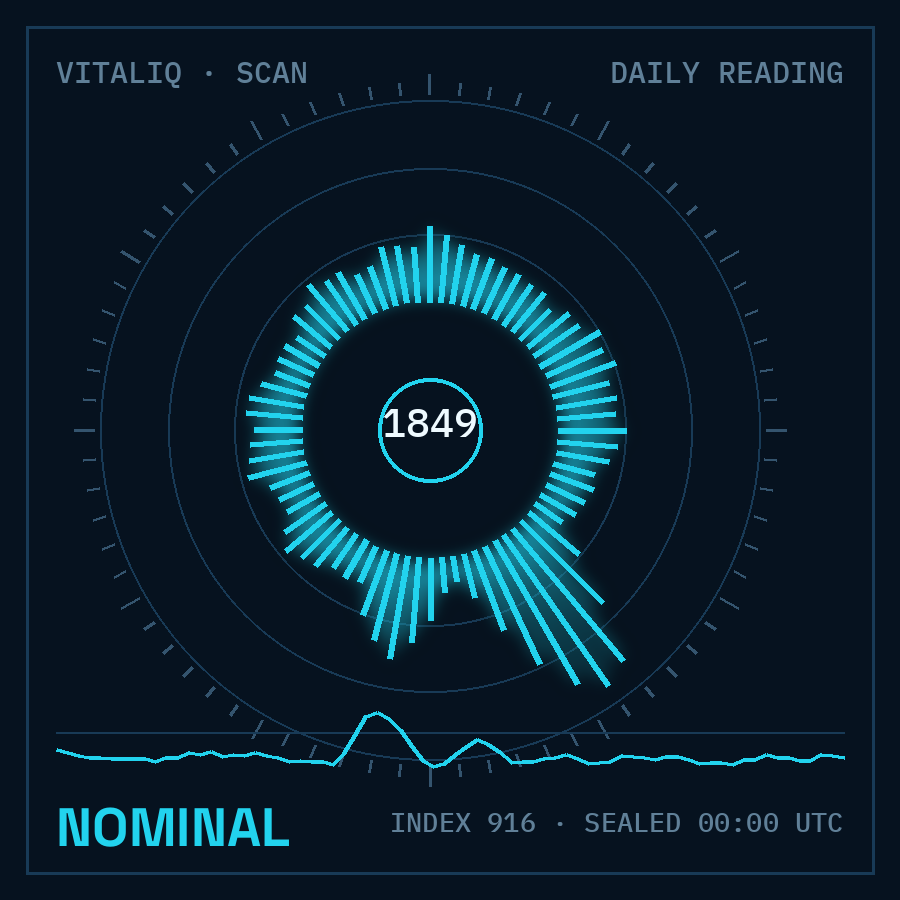 VITALIQ · SCAN
DAILY READING
1849
NOMINAL
INDEX 916 · SEALED 00:00 UTC